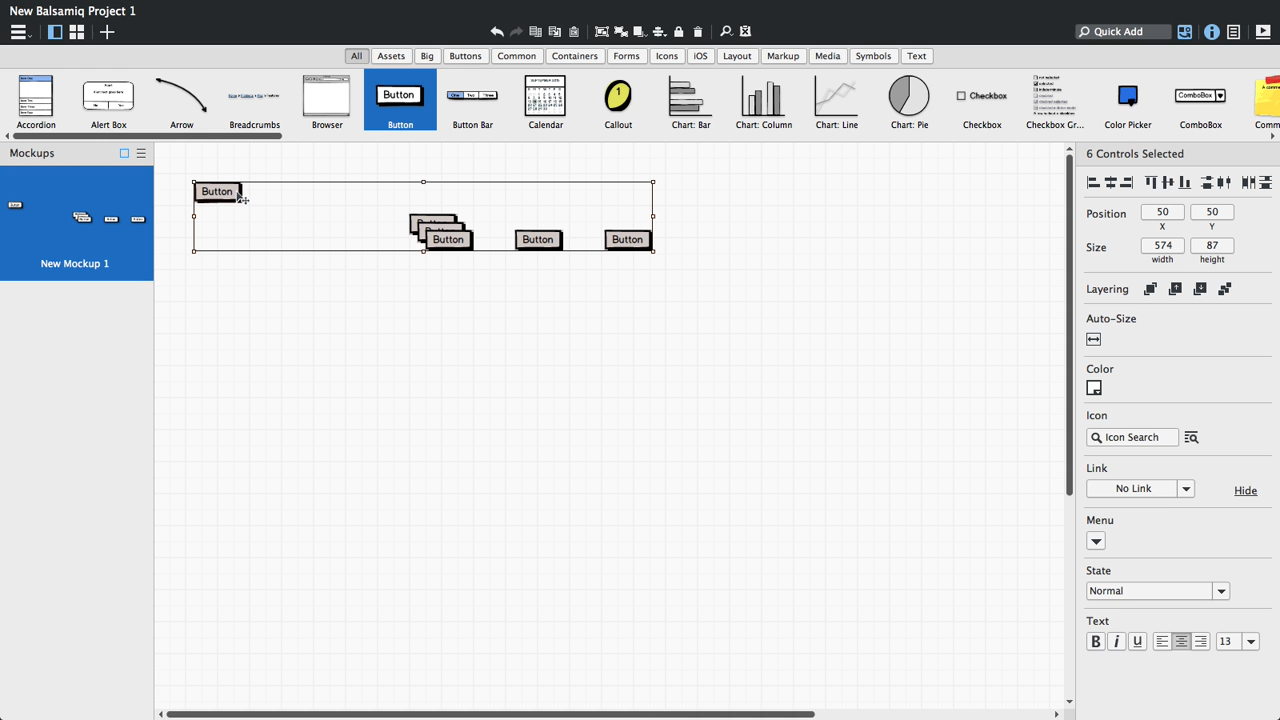 New Balsamiq Project 1
Quick Add
All Assets Big Buttons Common Containers Forms Icons iOS Layout Markup Media Symbols Text
Button
One Two Three
1
Checkbox
ComboBox
Accordion Alert Box Arrow Breadcrumbs Browser Button Button Bar Calendar Callout Chart: Bar Chart: Column Chart: Line Chart: Pie Checkbox Checkbox Gr... Color Picker ComboBox
Mockups
6 Controls Selected
Button
Position 50 50
X Y
Button Button Button
Size 574 87
width height
New Mockup 1
Layering
Auto-Size
Color
Icon
Icon Search
Link
No Link Hide
Menu
State
Normal
Text
B i U 13